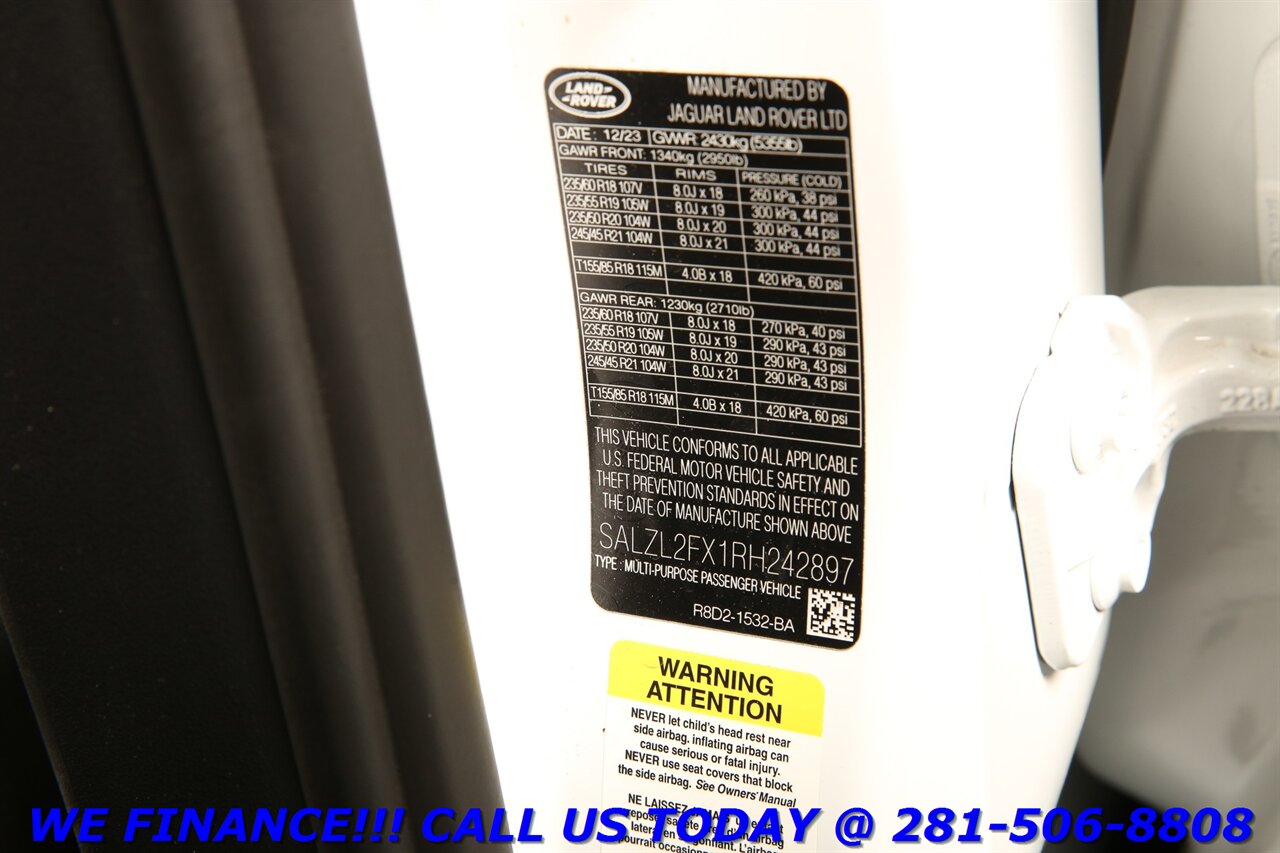 LAND
ROVER
MANUFACTURED BY
JAGUAR LAND ROVER LTD
DATE : 12/23 GWWR: 2430kg (5355lb)
GAWR FRONT: 1340kg (2950lb)
TIRES RIMS PRESSURE (COLD)
235/60 R18 107V 8.0J x 18 260 kPa, 38 psi
235/55 R19 105W 8.0J x 19 300 kPa, 44 psi
235/50 R20 104W 8.0J x 20 300 kPa, 44 psi
245/45 R21 104W 8.0J x 21 300 kPa, 44 psi
T155/85 R18 115M 4.0B x 18 420 kPa, 60 psi
GAWR REAR: 1230kg (2710lb)
235/60 R18 107V 8.0J x 18 270 kPa, 40 psi
235/55 R19 105W 8.0J x 19 290 kPa, 43 psi
235/50 R20 104W 8.0J x 20 290 kPa, 43 psi
245/45 R21 104W 8.0J x 21 290 kPa, 43 psi
T155/85 R18 115M 4.0B x 18 420 kPa, 60 psi
THIS VEHICLE CONFORMS TO ALL APPLICABLE
U.S. FEDERAL MOTOR VEHICLE SAFETY AND
THEFT PREVENTION STANDARDS IN EFFECT ON
THE DATE OF MANUFACTURE SHOWN ABOVE
SALZL2FX1RH242897
TYPE : MULTI-PURPOSE PASSENGER VEHICLE
R8D2-1532-BA
228
WARNING
ATTENTION
NEVER let child's head rest near
side airbag. inflating airbag can
cause serious or fatal injury.
NEVER use seat covers that block
the side airbag. See Owners' Manual
NE LAISSEZ
WE FINANCE!!! CALL US TODAY @ 281-506-8808
latéral en gonflant. L'airbag
pourrait